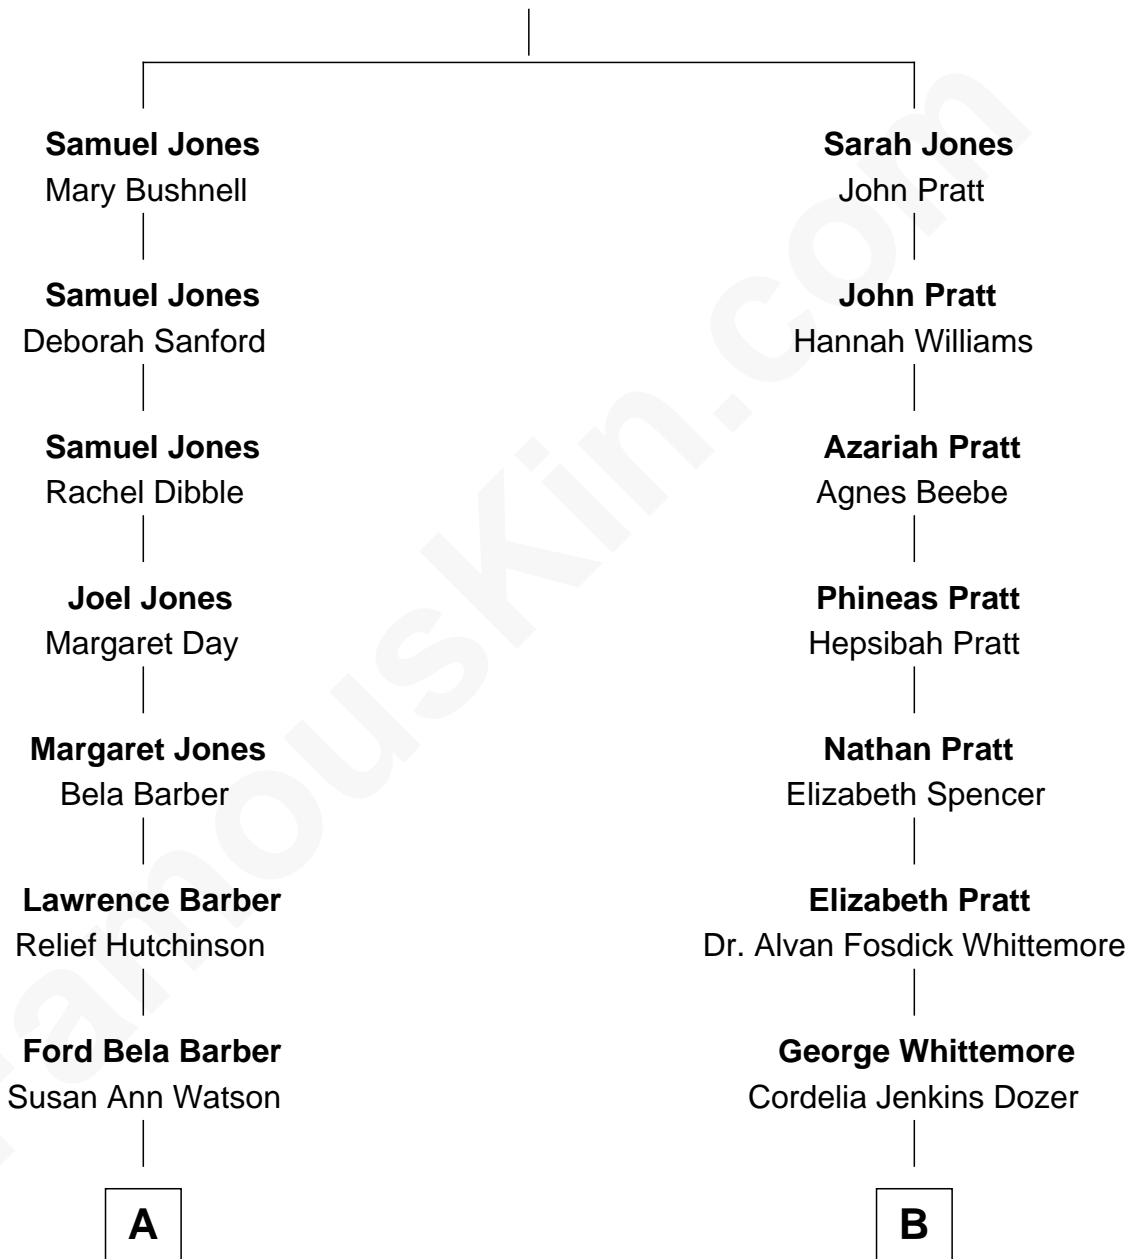 Samuel Jones
Mary Bushnell
Samuel Jones
Deborah Sanford
Samuel Jones
Rachel Dibble
Joel Jones
Margaret Day
Margaret Jones
Bela Barber
Lawrence Barber
Relief Hutchinson
Ford Bela Barber
Susan Ann Watson
A
Sarah Jones
John Pratt
John Pratt
Hannah Williams
Azariah Pratt
Agnes Beebe
Phineas Pratt
Hepsibah Pratt
Nathan Pratt
Elizabeth Spencer
Elizabeth Pratt
Dr. Alvan Fosdick Whittemore
George Whittemore
Cordelia Jenkins Dozer
B
FamousKin.com